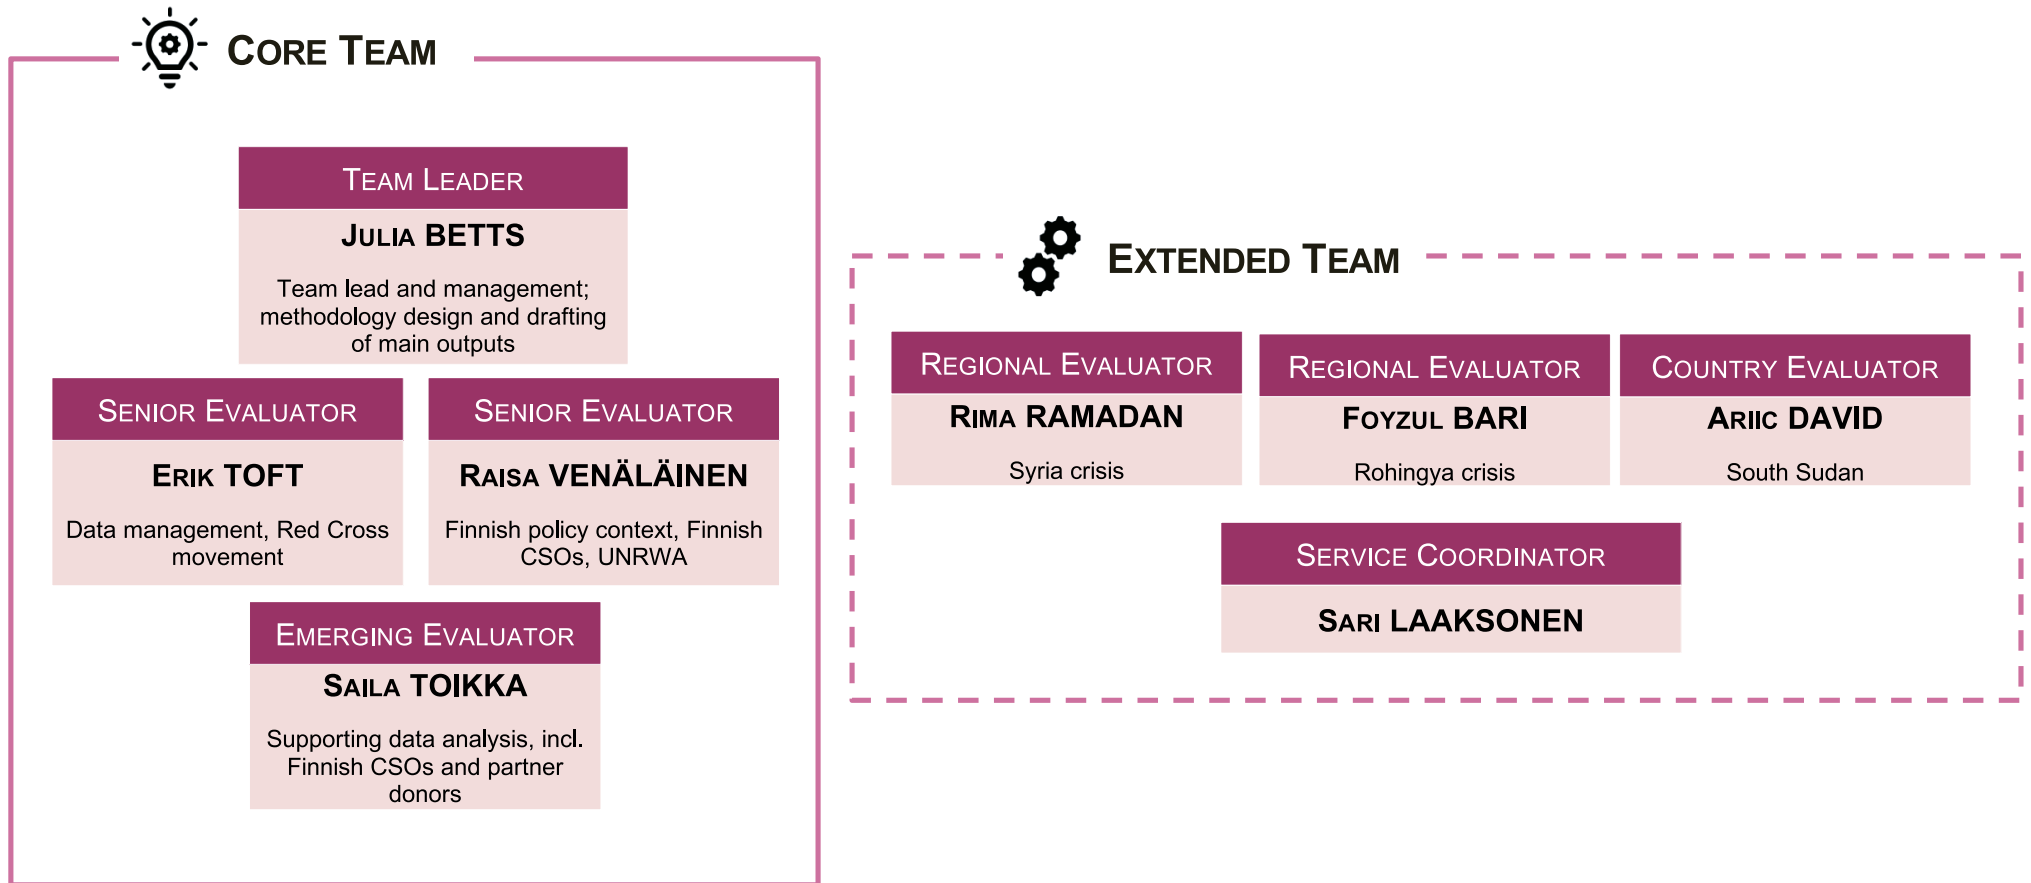 CORE TEAM
TEAM LEADER
JULIA BETTS
Team lead and management;
methodology design and drafting
of main outputs
SENIOR EVALUATOR
ERIK TOFT
Data management, Red Cross
movement
SENIOR EVALUATOR
RAISA VENÄLÄINEN
Finnish policy context, Finnish
CSOs, UNRWA
EMERGING EVALUATOR
SAILA TOIKKA
Supporting data analysis, incl.
Finnish CSOs and partner
donors
EXTENDED TEAM
REGIONAL EVALUATOR
RIMA RAMADAN
Syria crisis
REGIONAL EVALUATOR
FOYZUL BARI
Rohingya crisis
COUNTRY EVALUATOR
ARIIC DAVID
South Sudan
SERVICE COORDINATOR
SARI LAAKSONEN